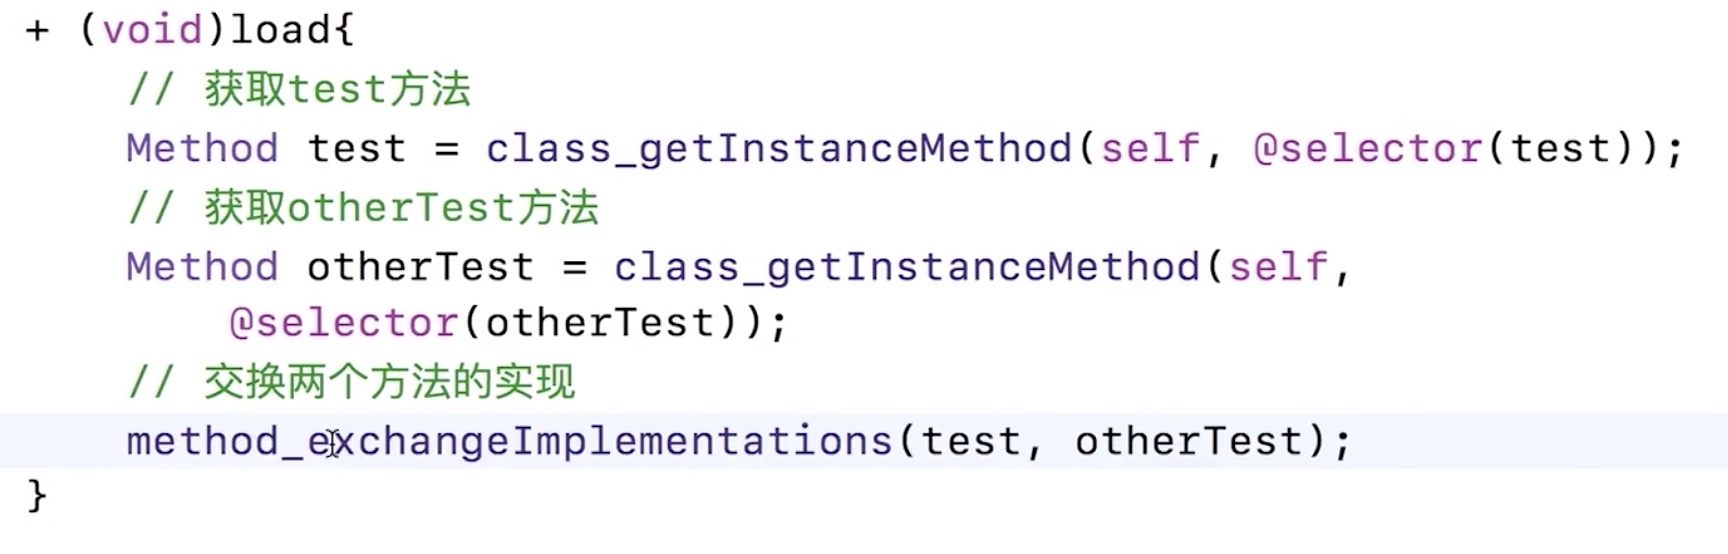 + (void)load{
// 获取test方法
Method test = class_getInstanceMethod(self, @selector(test));
// 获取otherTest方法
Method otherTest = class_getInstanceMethod(self,
@selector(otherTest));
// 交换两个方法的实现
method_exchangeImplementations(test, otherTest);
}